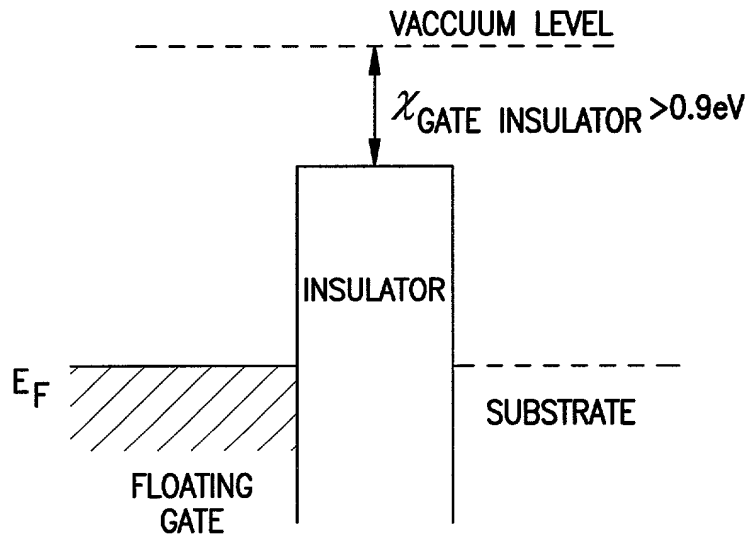 VACCUUM LEVEL
χGATE INSULATOR >0.9eV
INSULATOR
EF
SUBSTRATE
FLOATING
GATE